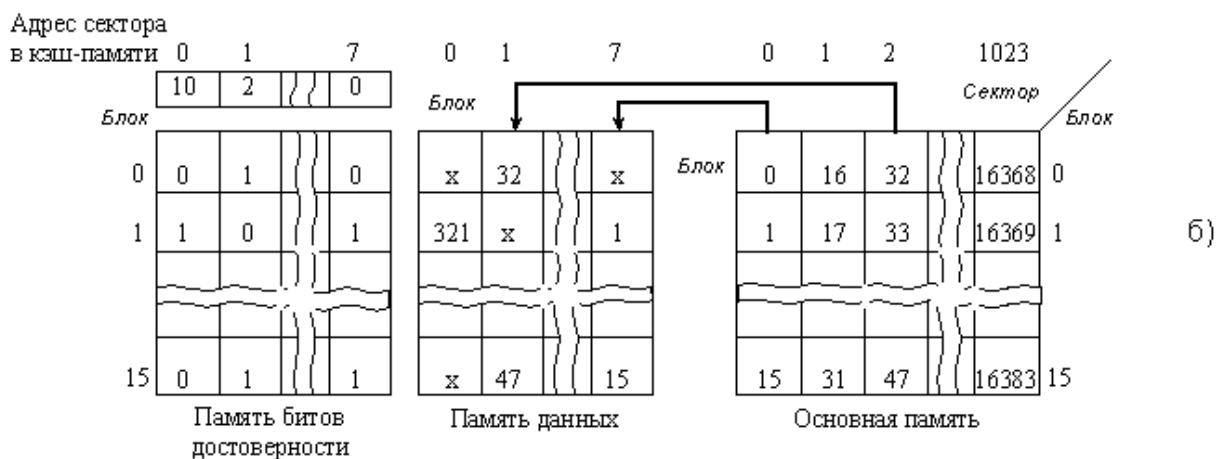 Адрес сектора
в кэш-памяти 0 1 7 0 1 7 0 1 2 1023
10 2 0 Блок Сектор
Блок Блок Блок
0 0 1 0 x 32 x 0 16 32 16368 0
1 1 0 1 321 x 1 1 17 33 16369 1
б)
15 0 1 1 x 47 15 15 31 47 16383 15
Память битов Память данных Основная память
достоверности